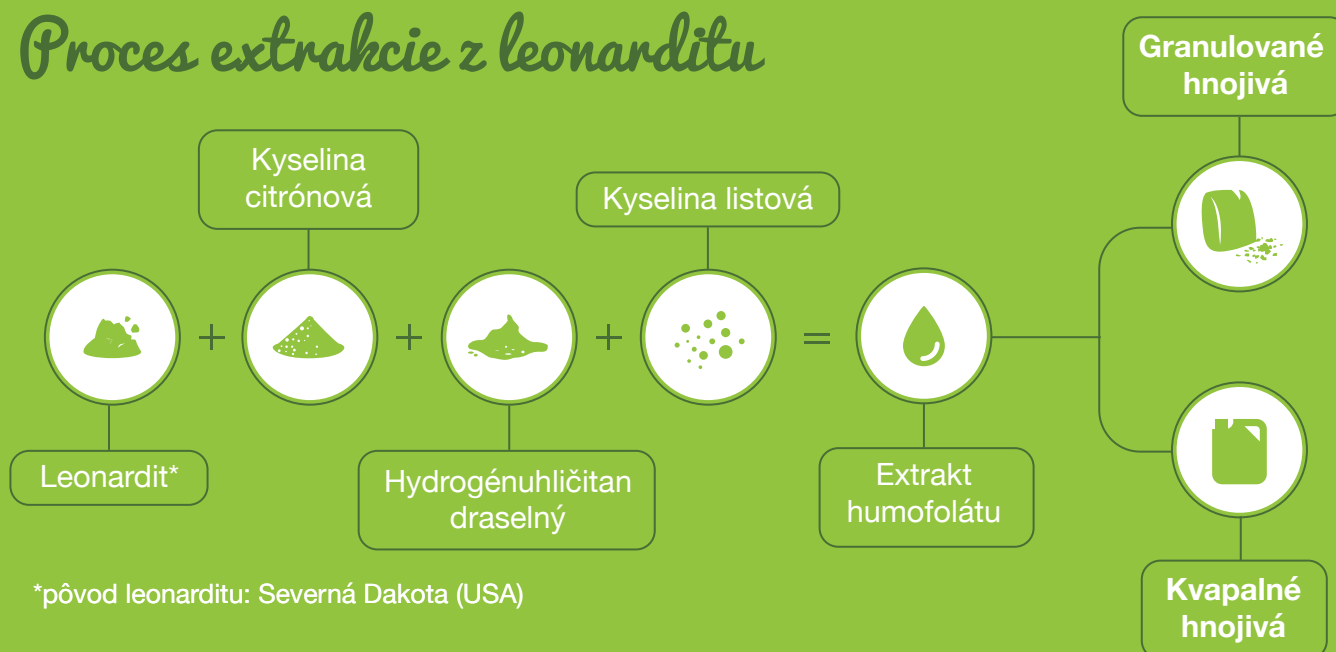 Proces extrakcie z leonarditu
Granulované
hnojivá
Kyselina
citrónová
Kyselina listová
+
+
+
=
Leonardit*
Hydrogénuhličitan
draselný
Extrakt
humofolátu
*pôvod leonarditu: Severná Dakota (USA)
Kvapalné
hnojivá